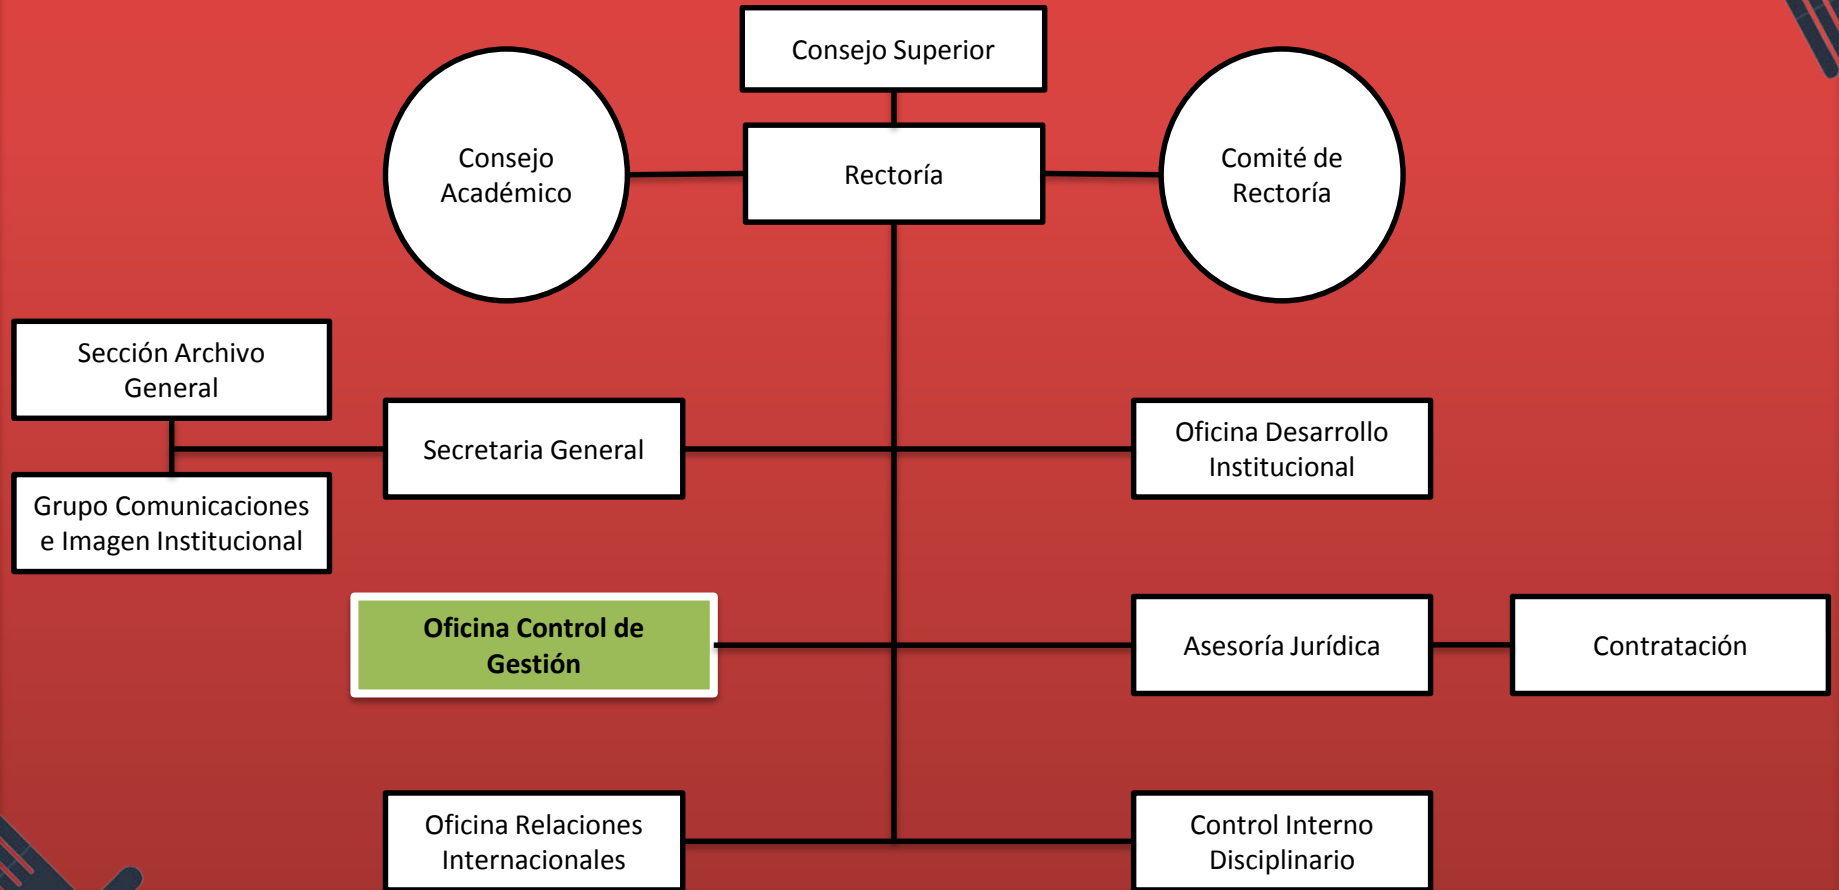 Consejo Superior
Consejo
Académico
Rectoría
Comité de
Rectoría
Sección Archivo
General
Secretaria General
Oficina Desarrollo
Institucional
Grupo Comunicaciones
e Imagen Institucional
Oficina Control de
Gestión
Asesoría Jurídica
Contratación
Oficina Relaciones
Internacionales
Control Interno
Disciplinario